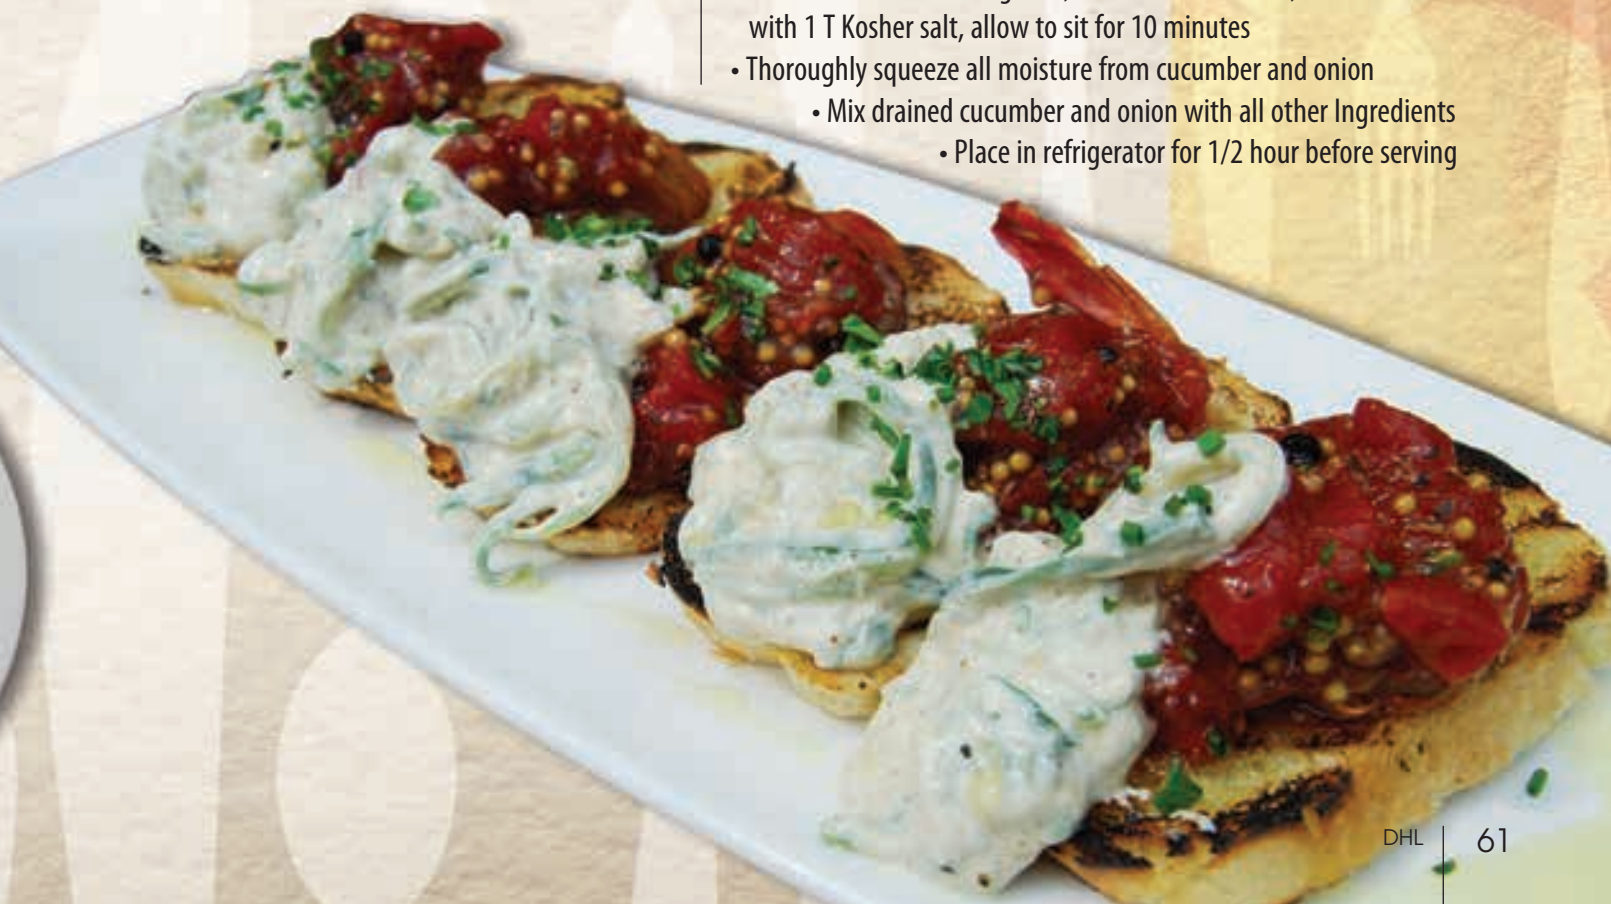 with 1 T Kosher salt, allow to sit for 10 minutes
• Thoroughly squeeze all moisture from cucumber and onion
• Mix drained cucumber and onion with all other Ingredients
• Place in refrigerator for 1/2 hour before serving
DHL 61